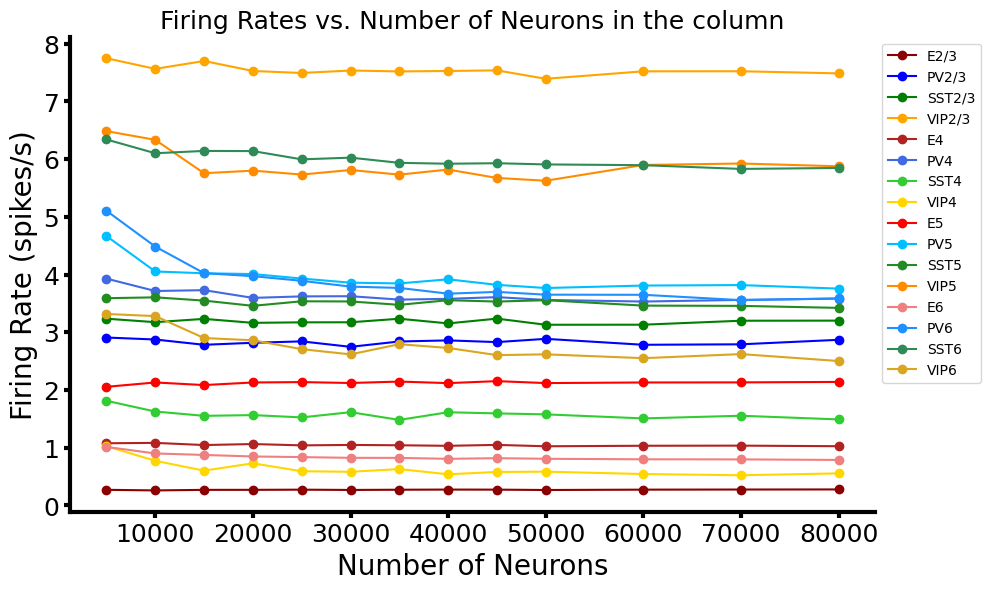 Firing Rates vs. Number of Neurons in the column
Firing Rate (spikes/s)
8
7
6
5
4
3
2
1
0
10000 20000 30000 40000 50000 60000 70000 80000
Number of Neurons
E2/3
PV2/3
SST2/3
VIP2/3
E4
PV4
SST4
VIP4
E5
PV5
SST5
VIP5
E6
PV6
SST6
VIP6